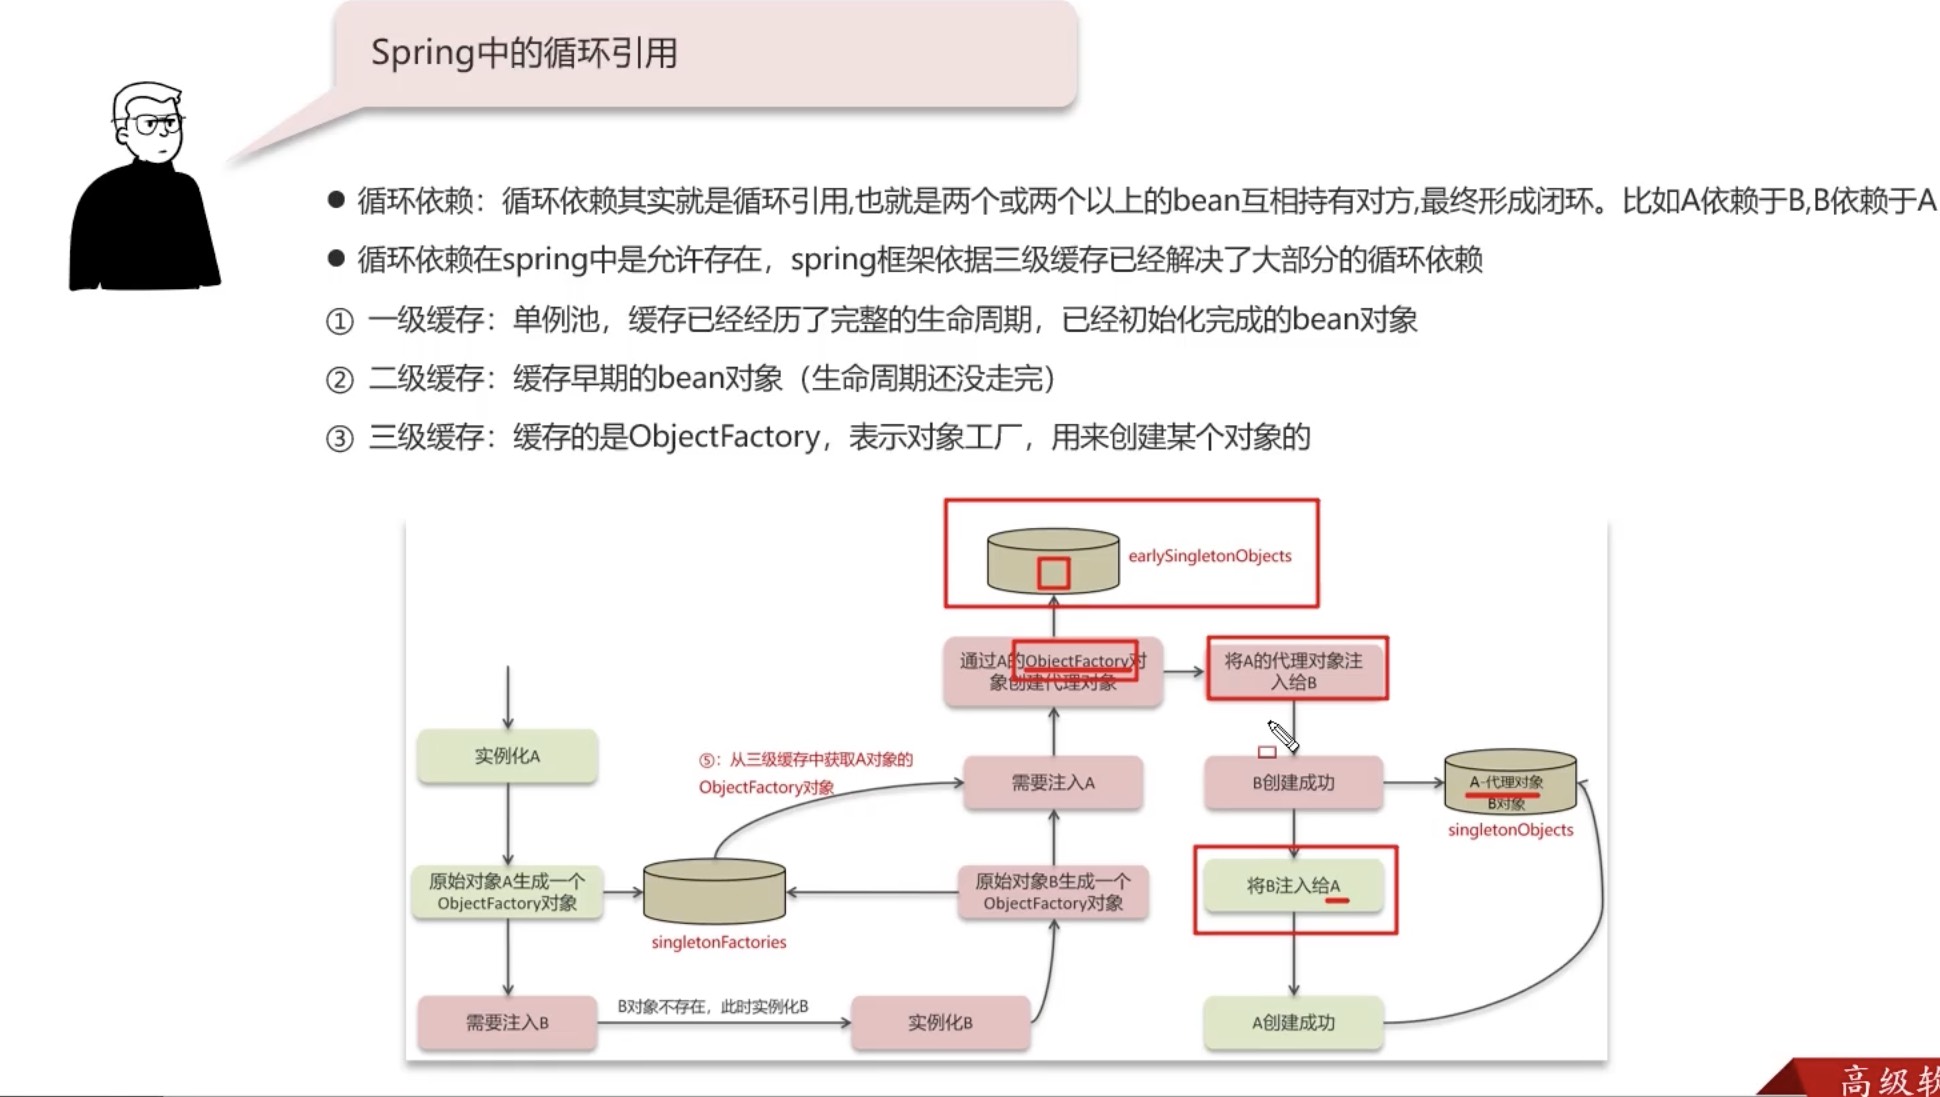 Spring中的循环引用
● 循环依赖：循环依赖其实就是循环引用,也就是两个或两个以上的bean互相持有对方,最终形成闭环。比如A依赖于B,B依赖于A
● 循环依赖在spring中是允许存在，spring框架依据三级缓存已经解决了大部分的循环依赖
① 一级缓存：单例池，缓存已经经历了完整的生命周期，已经初始化完成的bean对象
② 二级缓存：缓存早期的bean对象（生命周期还没走完）
③ 三级缓存：缓存的是ObjectFactory，表示对象工厂，用来创建某个对象的
earlySingletonObjects
通过A的ObjectFactory对
象创建代理对象
将A的代理对象注
入给B
实例化A
⑤：从三级缓存中获取A对象的
ObjectFactory对象
需要注入A
B创建成功
A-代理对象
B对象
singletonObjects
原始对象A生成一个
ObjectFactory对象
singletonFactories
原始对象B生成一个
ObjectFactory对象
将B注入给A
需要注入B
B对象不存在，此时实例化B
实例化B
A创建成功
高级软